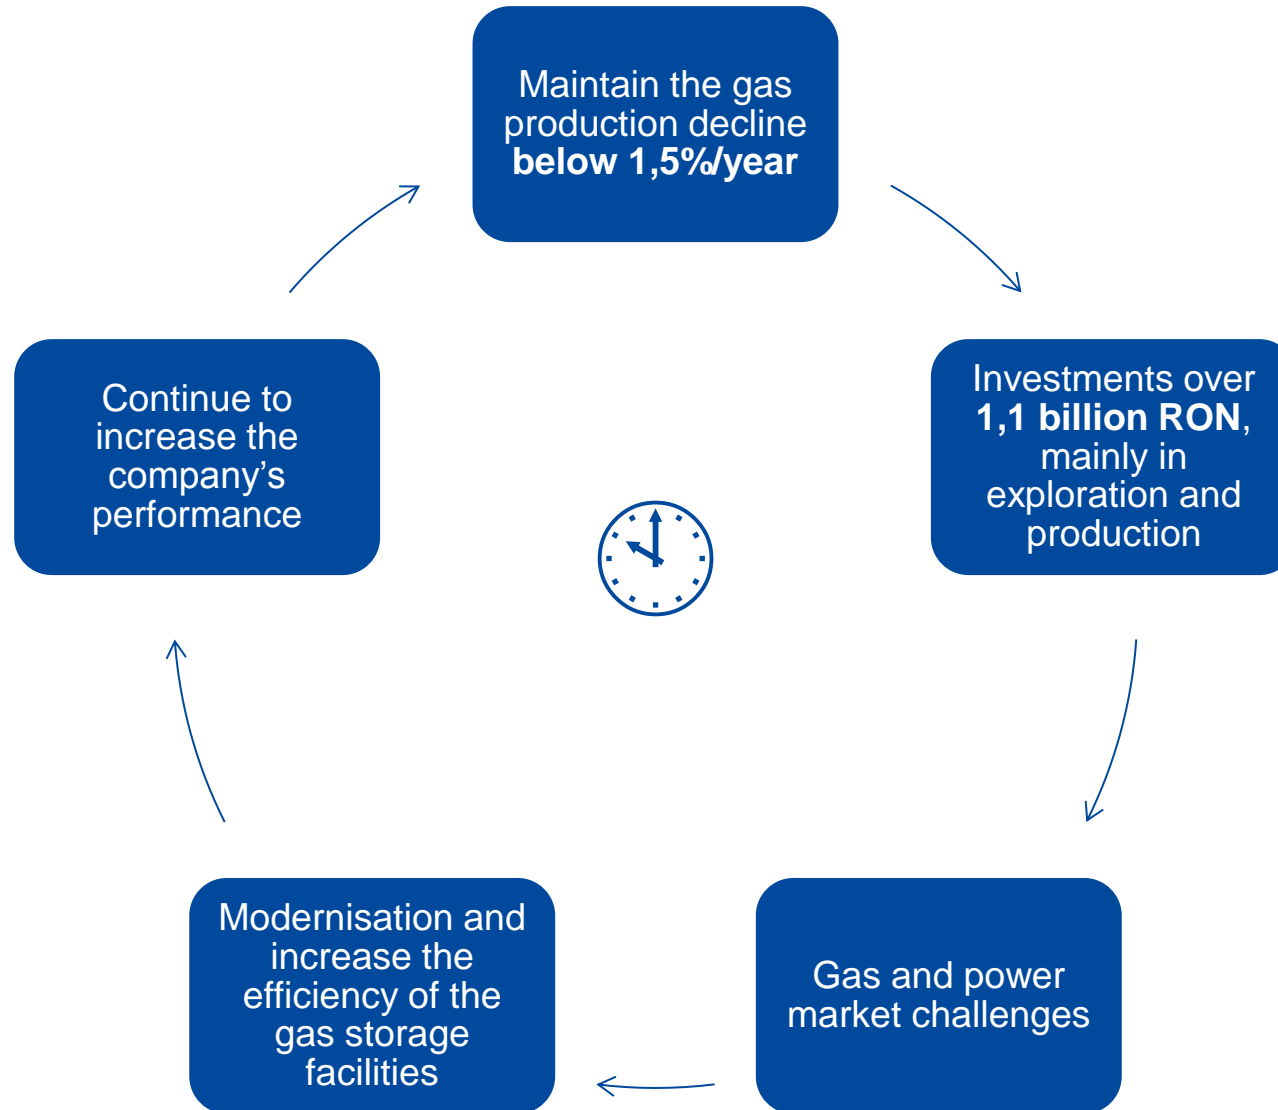 Maintain the gas
production decline
below 1,5%/year
Investments over
1,1 billion RON,
mainly in
exploration and
production
Gas and power
market challenges
Modernisation and
increase the
efficiency of the
gas storage
facilities
Continue to
increase the
company’s
performance